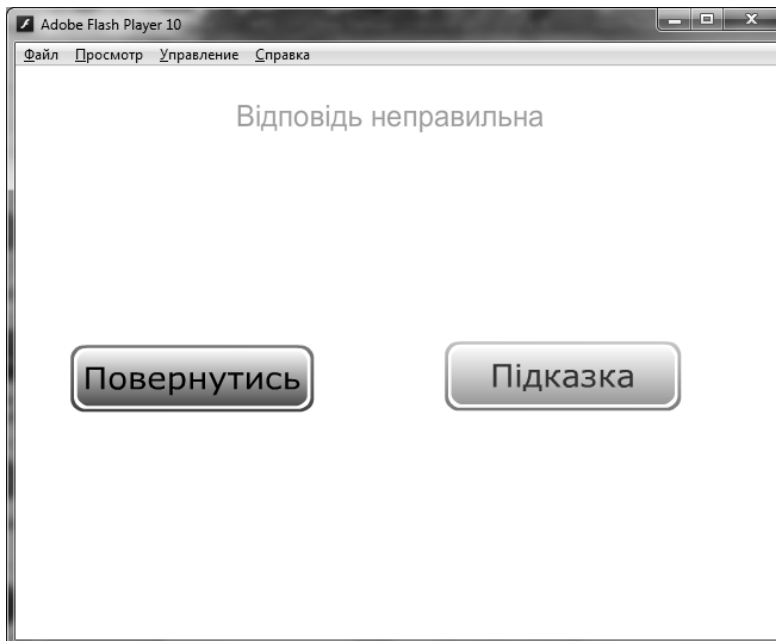 Adobe Flash Player 10
Файл Просмотр Управление Справка
Відповідь неправильна
Повернутись Підказка